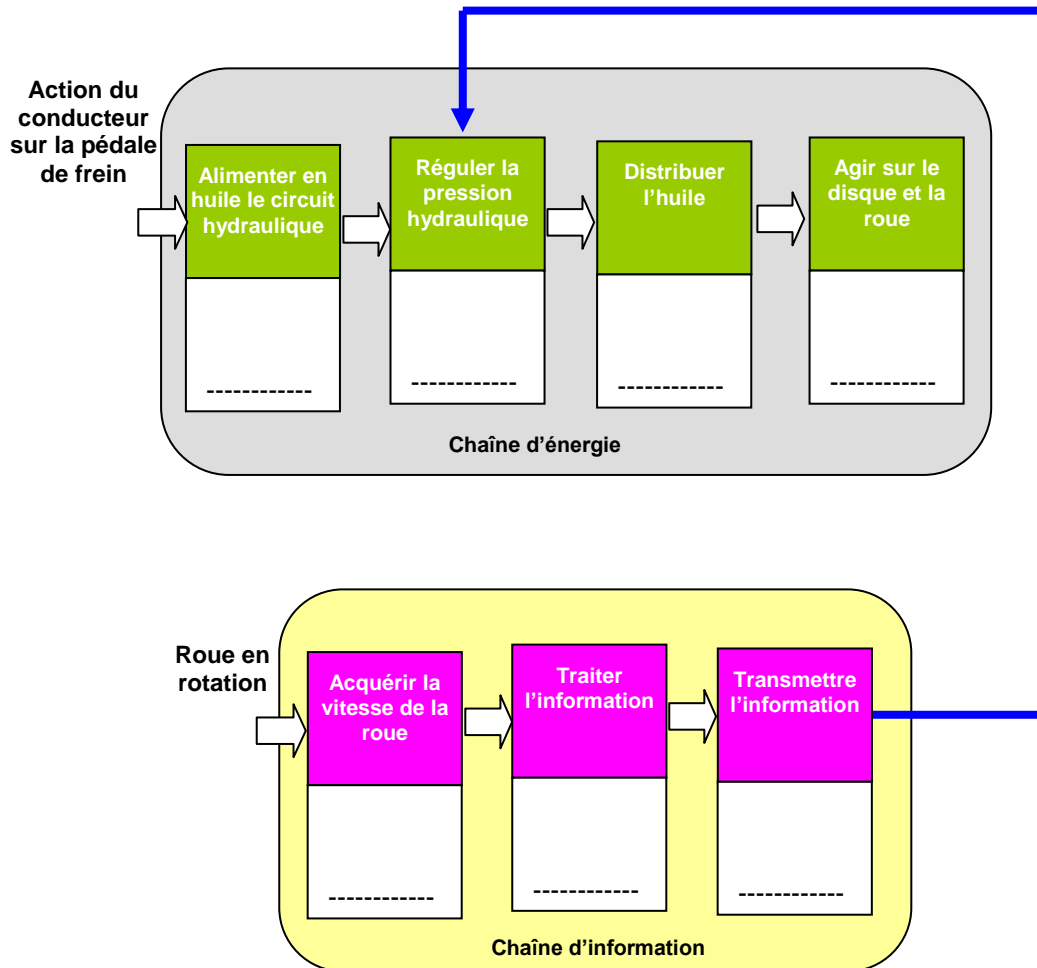 Action du
conducteur
sur la pédale
de frein
Alimenter en
huile le circuit
hydraulique
------------
Réguler la
pression
hydraulique
------------
Distribuer
l’huile
------------
Agir sur le
disque et la
roue
------------
Chaîne d’énergie
Roue en
rotation
Acquérir la
vitesse de la
roue
------------
Traiter
l’information
------------
Transmettre
l’information
------------
Chaîne d’information